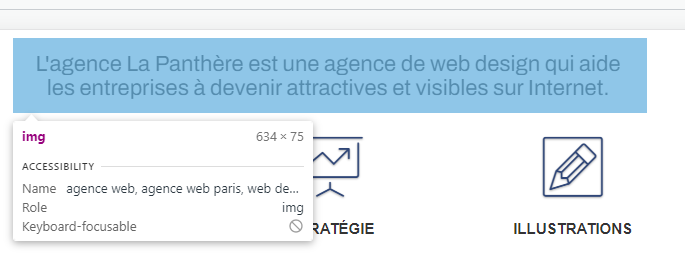 L'agence La Panthère est une agence de web design qui aide
les entreprises à devenir attractives et visibles sur Internet.
img 634 × 75
ACCESSIBILITY
Name agence web, agence web paris, web de...
Role img
Keyboard-focusable
RATÉGIE
ILLUSTRATIONS